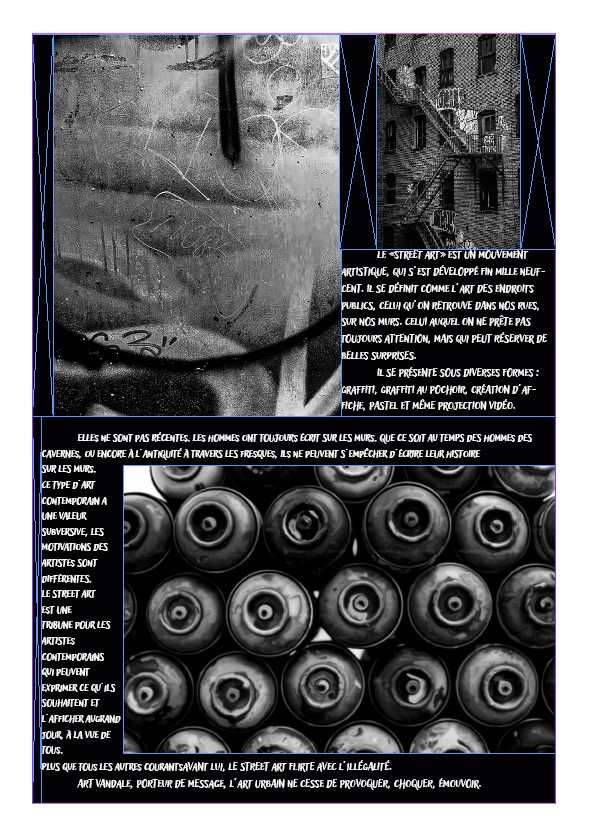 LE «STREET ART» EST UN MOUVEMENT
ARTISTIQUE, QUI S'EST DÉVELOPPÉ FIN MILLE NEUF-
CENT. IL SE DÉFINIT COMME L'ART DES ENDROITS
PUBLICS, CELUI QU'ON RETROUVE DANS NOS RUES,
SUR NOS MURS. CELUI AUQUEL ON NE PRÊTE PAS
TOUJOURS ATTENTION, MAIS QUI PEUT RÉSERVER DE
BELLES SURPRISES.
IL SE PRÉSENTE SOUS DIVERSES FORMES :
GRAFFITI, GRAFFITI AU POCHOIR, CRÉATION D'AF-
FICHE, PASTEL ET MÊME PROJECTION VIDÉO.
ELLES NE SONT PAS RÉCENTES. LES HOMMES ONT TOUJOURS ÉCRIT SUR LES MURS. QUE CE SOIT AU TEMPS DES HOMMES DES
CAVERNES, OU ENCORE À L'ANTIQUITÉ À TRAVERS LES FRESQUES, ILS NE PEUVENT S'EMPÊCHER D'ÉCRIRE LEUR HISTOIRE
SUR LES MURS.
CE TYPE D'ART
CONTEMPORAIN A
UNE VALEUR
SUBVERSIVE, LES
MOTIVATIONS DES
ARTISTES SONT
DIFFÉRENTES.
LE STREET ART
EST UNE
TRIBUNE POUR LES
ARTISTES
CONTEMPORAINS
QUI PEUVENT
EXPRIMER CE QU'ILS
SOUHAITENT ET
L'AFFICHER AUGRAND
JOUR, À LA VUE DE
TOUS.
PLUS QUE TOUS LES AUTRES COURANTSAVANT LUI, LE STREET ART FLIRTE AVEC L'ILLÉGALITÉ.
ART VANDALE, PORTEUR DE MESSAGE, L'ART URBAIN NE CESSE DE PROVOQUER, CHOQUER, ÉMOUVOIR.